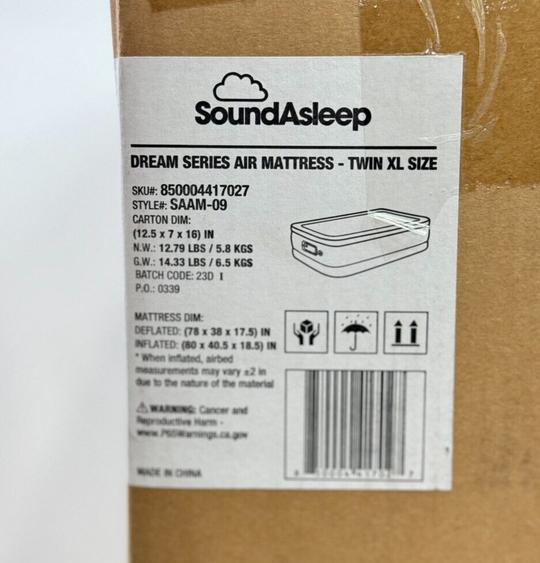 SoundAsleep
DREAM SERIES AIR MATTRESS - TWIN XL SIZE
SKU#: 850004417027
STYLE#: SAAM-09
CARTON DIM:
(12.5 x 7 x 16) IN
N.W.: 12.79 LBS / 5.8 KGS
G.W.: 14.33 LBS / 6.5 KGS
BATCH CODE: 23D I
P.O.: 0339
MATTRESS DIM:
DEFLATED: (78 x 38 x 17.5) IN
INFLATED: (80 x 40.5 x 18.5) IN
* When inflated, airbed
measurements may vary ±2 in
due to the nature of the material
⚠ WARNING: Cancer and
Reproductive Harm -
www.P65Warnings.ca.gov
MADE IN CHINA